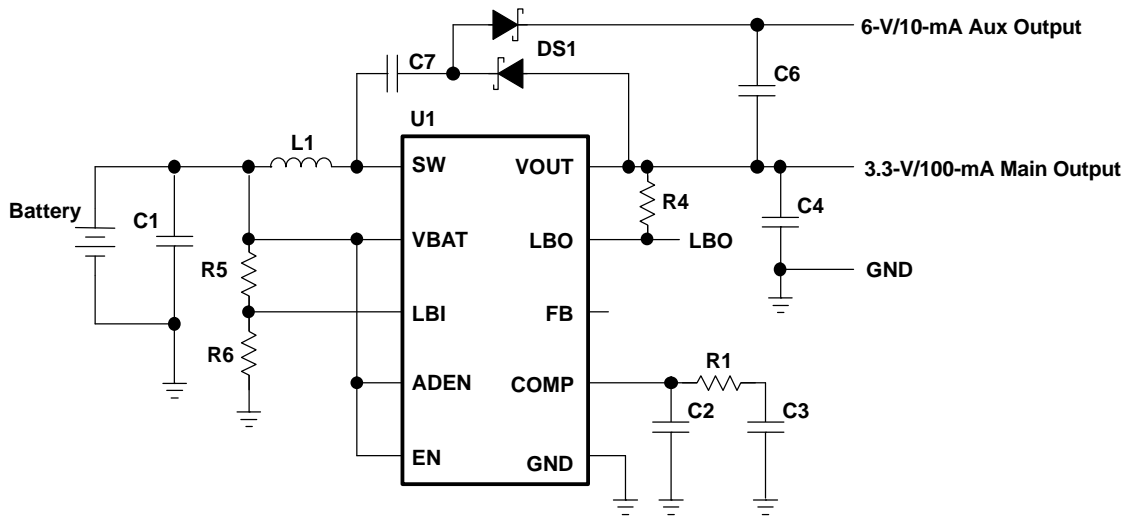 6-V/10-mA Aux Output
DS1
C7
C6
U1
L1
SW
VOUT
3.3-V/100-mA Main Output
R4
C4
Battery
C1
VBAT
LBO
LBO
R5
GND
LBI
FB
R6
R1
ADEN
COMP
C2
C3
EN
GND